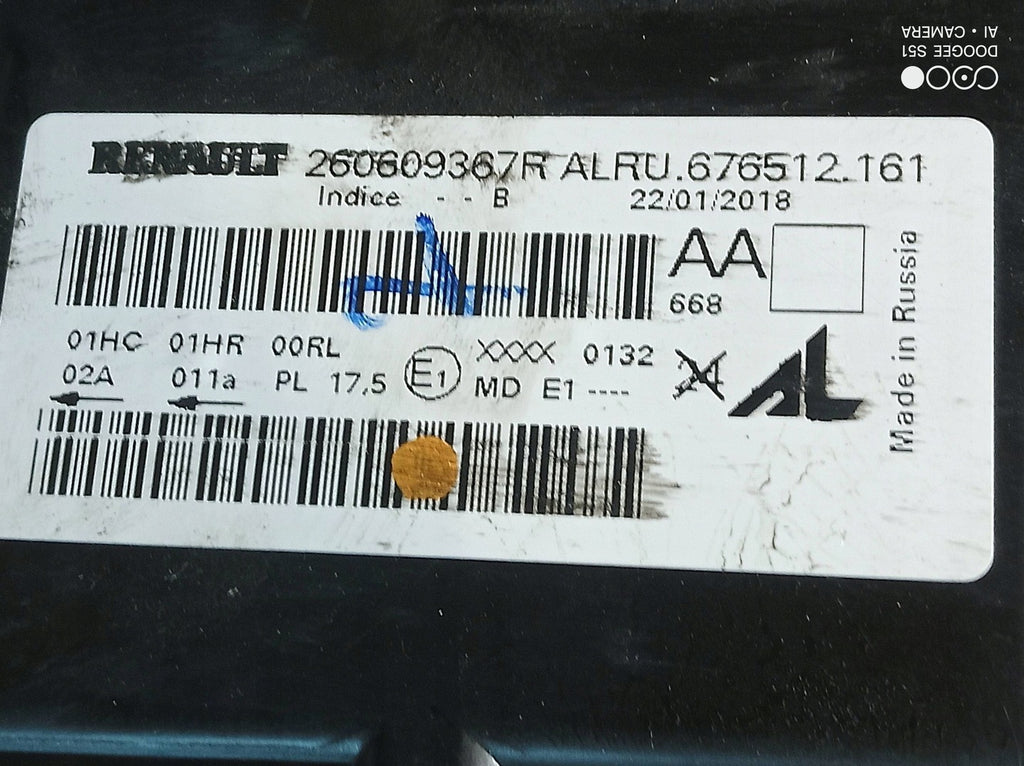 RENAULT 260609367R ALRU.676512.161
Indice - - B 22/01/2018
AA
668
01HC 01HR 00RL XXXX 0132
02A 011a PL 17,5 E1 MD E1 ----
AL
Made in Russia
DOOGEE S51
AI • CAMERA